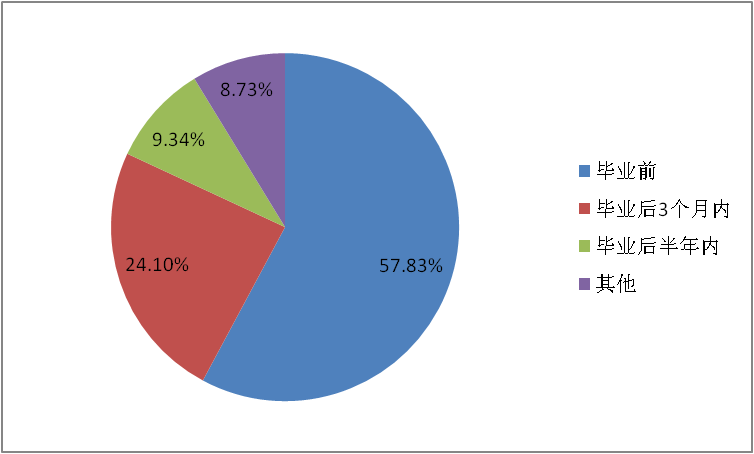 8.73%
9.34%
24.10%
57.83%
毕业前
毕业后3个月内
毕业后半年内
其他